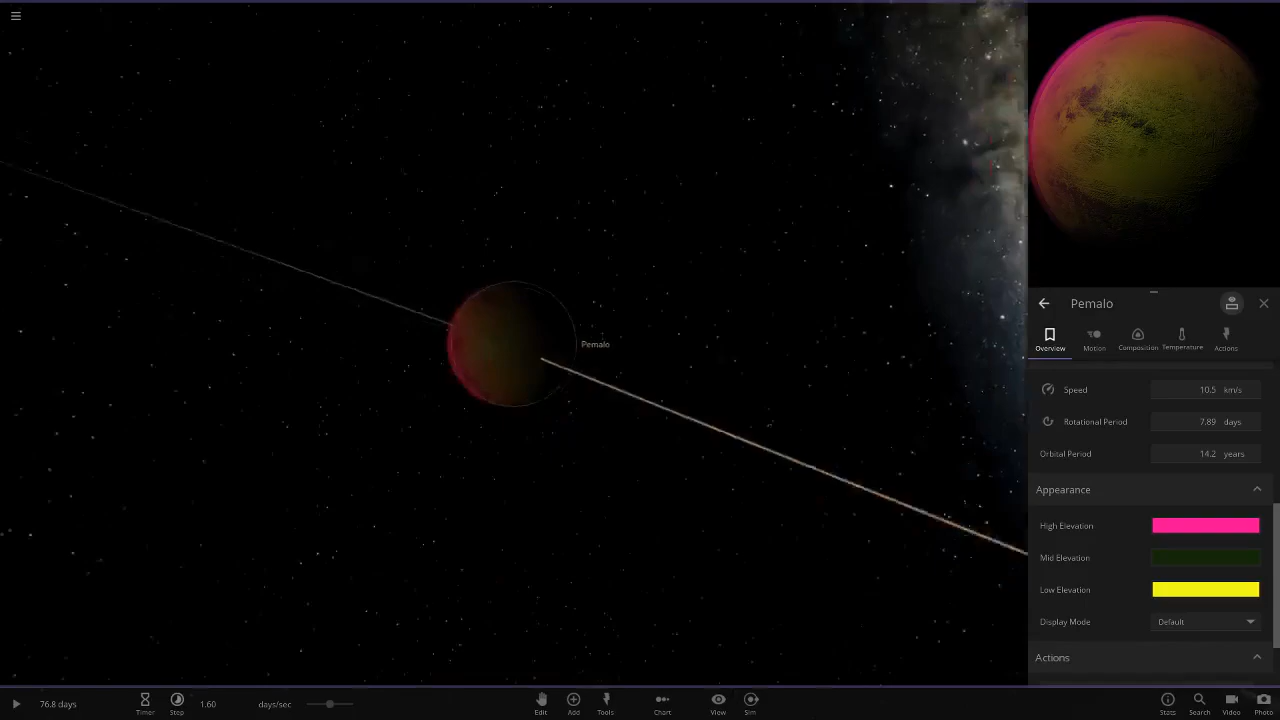 Pemalo
Pemalo
Overview
Motion
Composition
Temperature
Actions
Speed 10.5 km/s
Rotational Period 7.89 days
Orbital Period 14.2 years
Appearance
High Elevation
Mid Elevation
Low Elevation
Display Mode Default
Actions
76.8 days
Timer
Step
1.60 days/sec
Edit
Add
Tools
Chart
View
Sim
Stats
Search
Video
Photo